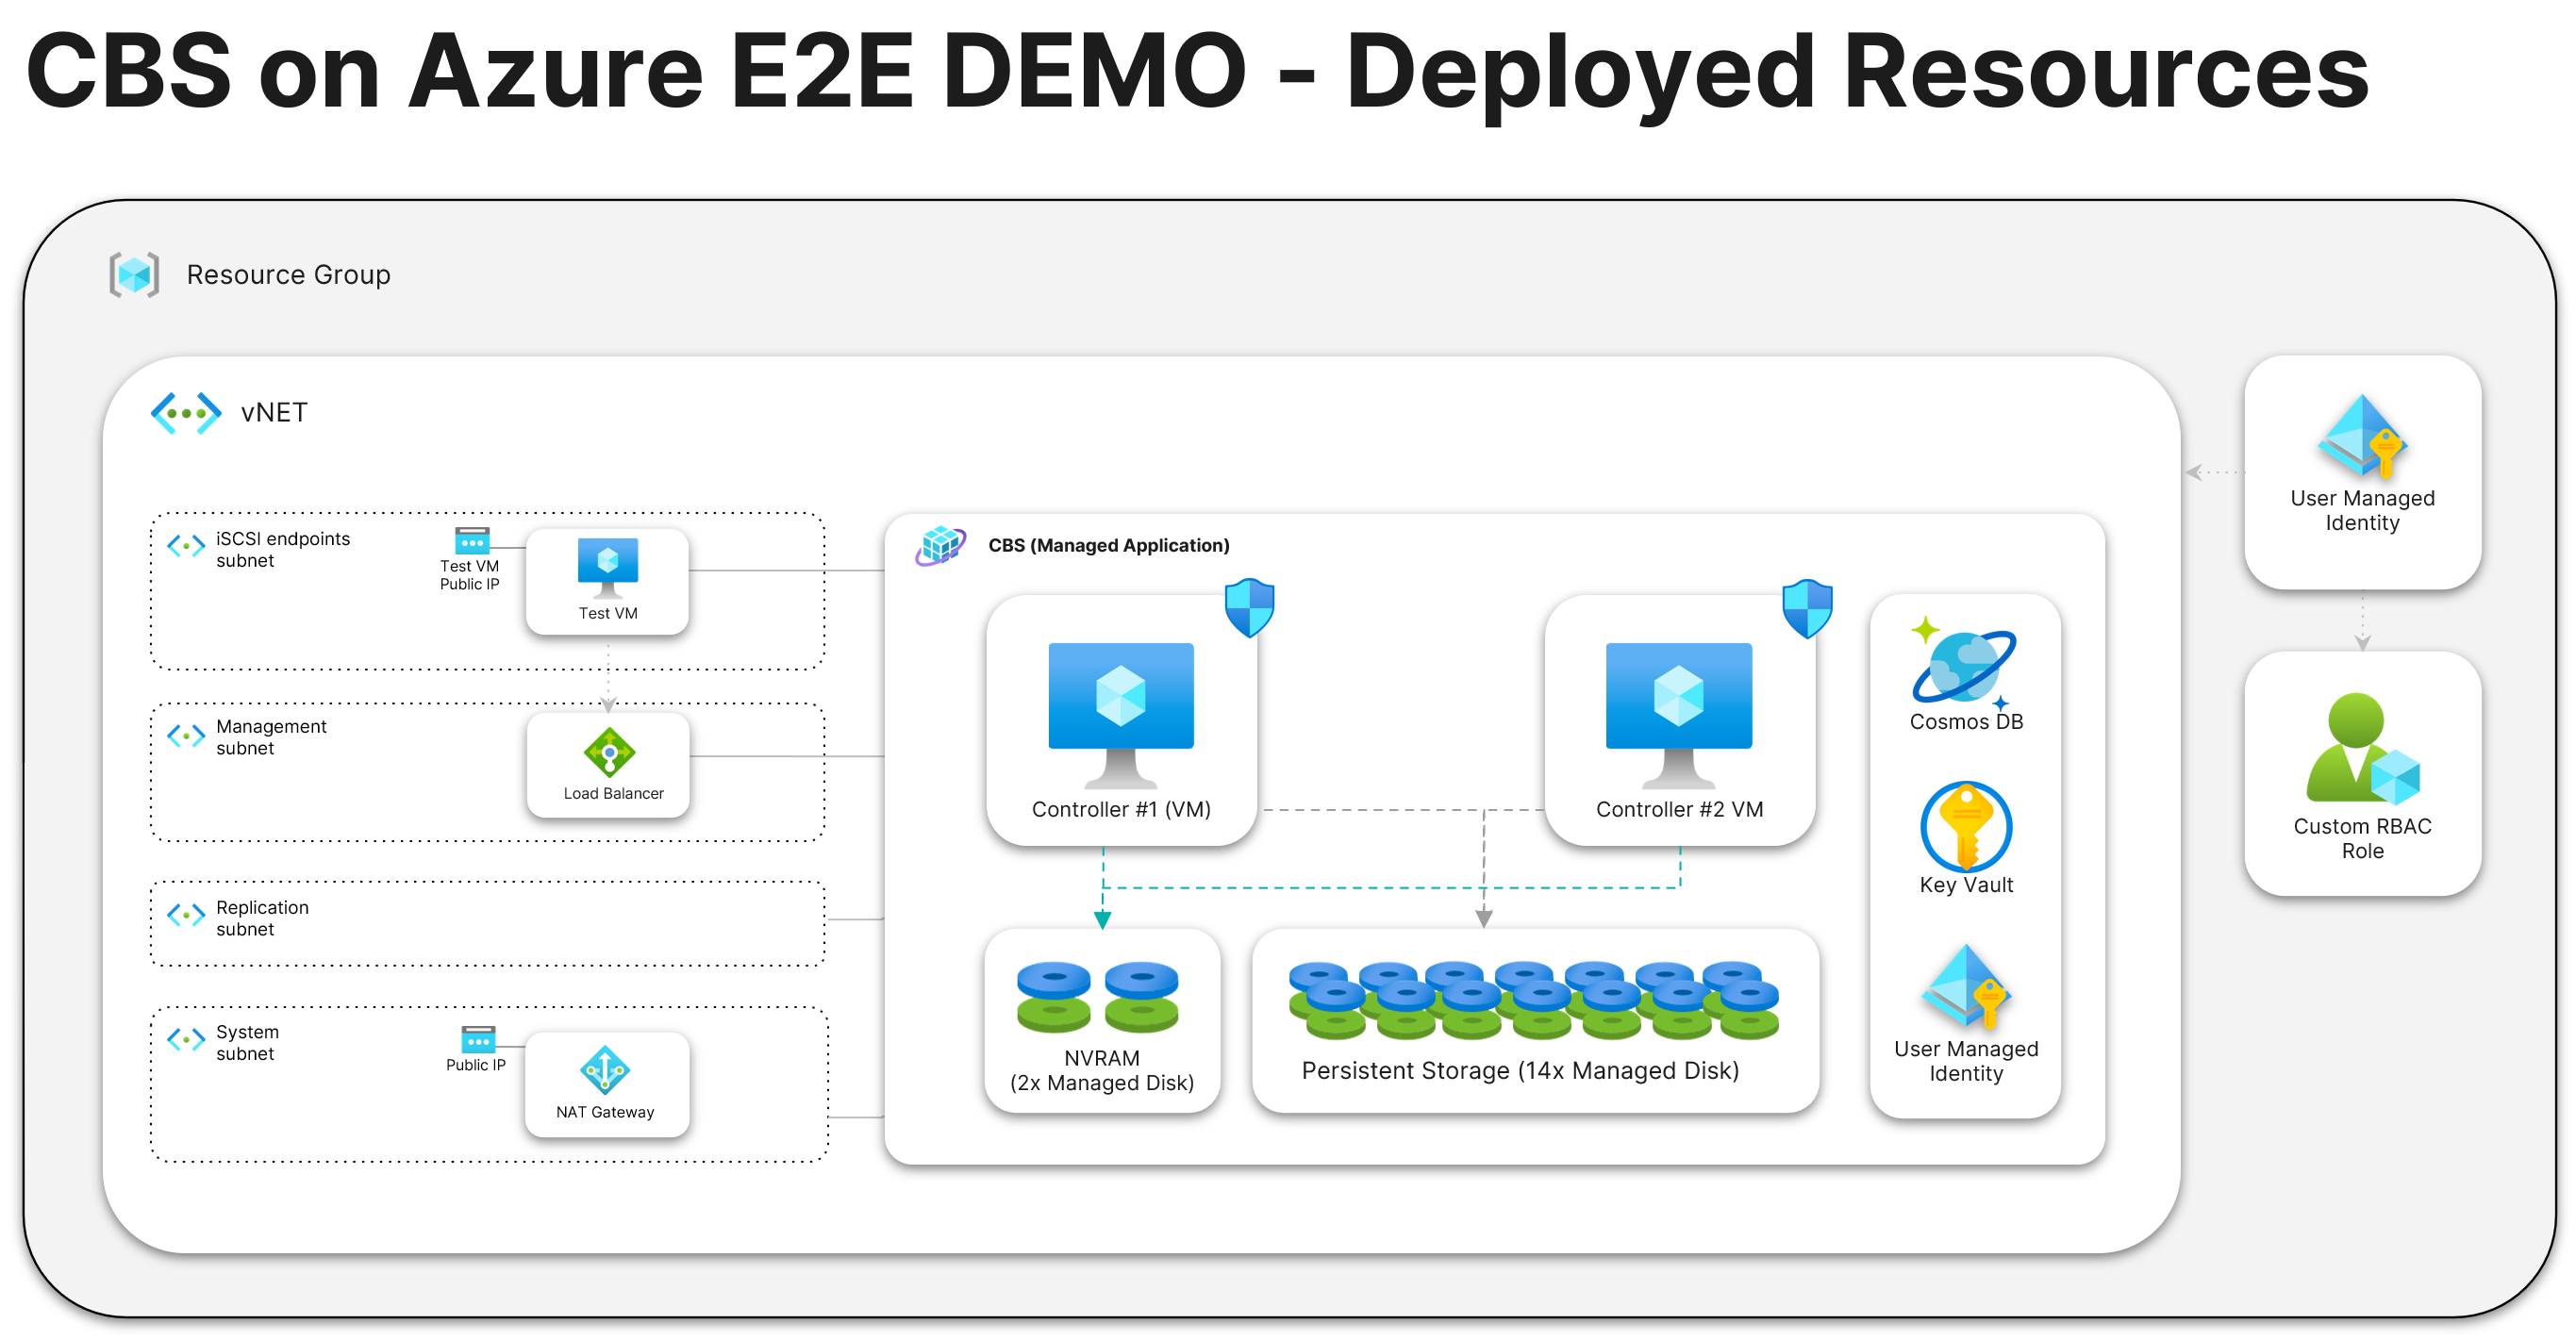 CBS on Azure E2E DEMO - Deployed Resources
Resource Group
vNET
iSCSI endpoints
subnet
Test VM
Public IP
Test VM
Management
subnet
Load Balancer
Replication
subnet
System
subnet
Public IP
NAT Gateway
CBS (Managed Application)
Controller #1 (VM)
Controller #2 VM
NVRAM
(2x Managed Disk)
Persistent Storage (14x Managed Disk)
Cosmos DB
Key Vault
User Managed
Identity
User Managed
Identity
Custom RBAC
Role